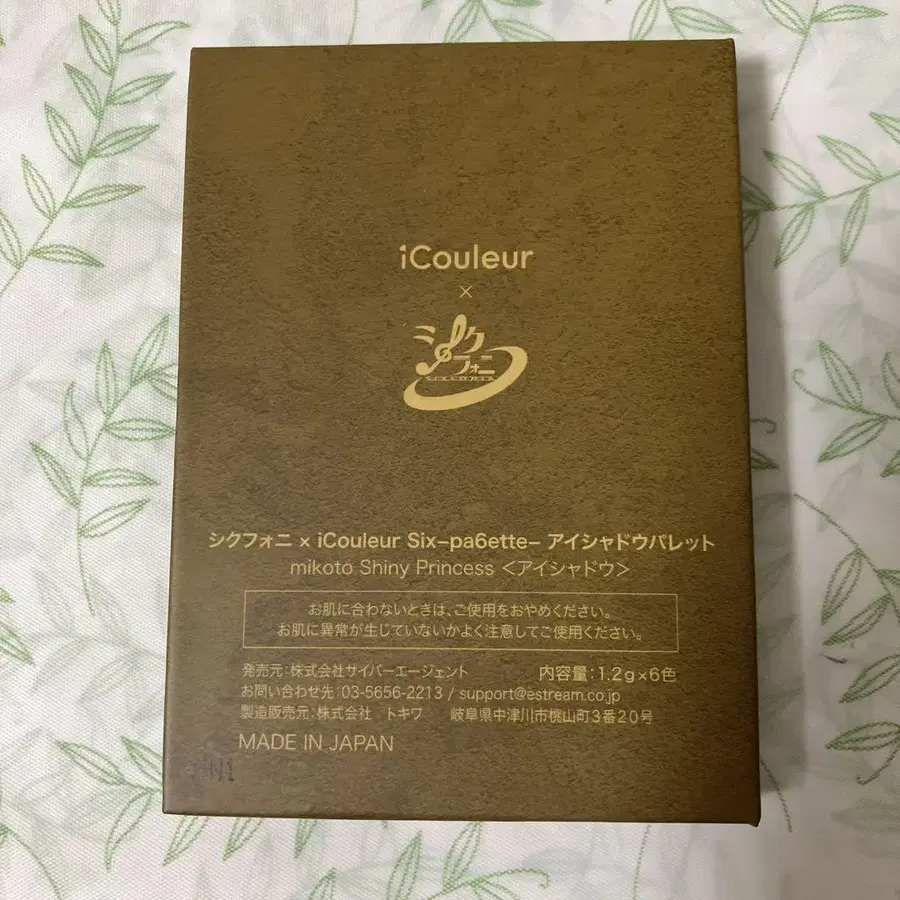 iCouleur
×
シクフォニ
シクフォニ × iCouleur Six–pa6ette– アイシャドウパレット
mikoto Shiny Princess <アイシャドウ>
お肌に合わないときは、ご使用をおやめください。
お肌に異常が生じていないかよく注意してご使用ください。
発売元:株式会社サイバーエージェント 内容量:1.2g×6色
お問い合わせ先:03-5656-2213 / support@estream.co.jp
製造販売元:株式会社 トキワ 岐阜県中津川市桃山町3番20号
MADE IN JAPAN